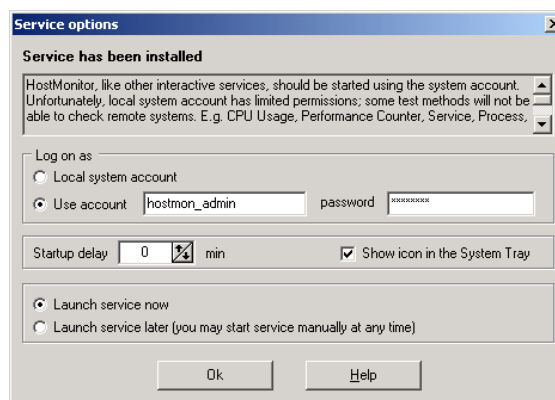 Service options
Service has been installed
HostMonitor, like other interactive services, should be started using the system account.
Unfortunately, local system account has limited permissions; some test methods will not be
able to check remote systems. E.g. CPU Usage, Performance Counter, Service, Process,
Log on as
Local system account
Use account hostmon_admin password xxxxxxxx
Startup delay 0 min Show icon in the System Tray
Launch service now
Launch service later (you may start service manually at any time)
Ok Help